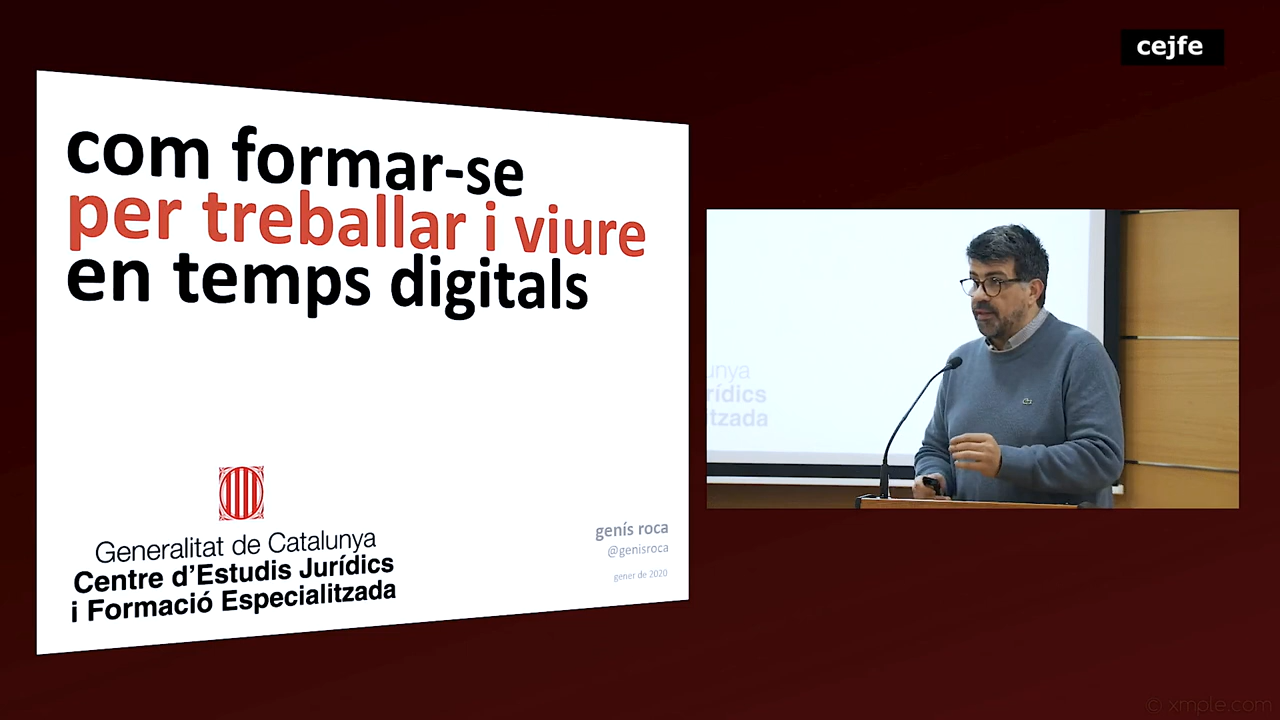 cejfe
com formar-se
per treballar i viure
en temps digitals
Generalitat de Catalunya
Centre d'Estudis Jurídics
i Formació Especialitzada
genís roca
@genisroca
gener de 2020
unya
rídics
itzada
© xmple.com